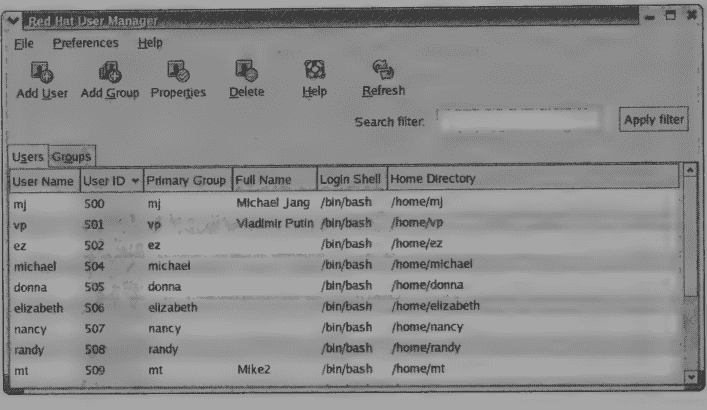 Red Hat User Manager
File Preferences Help
Add User Add Group Properties Delete Help Refresh
Search filter: Apply filter
Users Groups
User Name User ID Primary Group Full Name Login Shell Home Directory
mj 500 mj Michael Jang /bin/bash /home/mj
vp 501 vp Vladimir Putin /bin/bash /home/vp
ez 502 ez /bin/bash /home/ez
michael 504 michael /bin/bash /home/michael
donna 505 donna /bin/bash /home/donna
elizabeth 506 elizabeth /bin/bash /home/elizabeth
nancy 507 nancy /bin/bash /home/nancy
randy 508 randy /bin/bash /home/randy
mt 509 mt Mike2 /bin/bash /home/mt